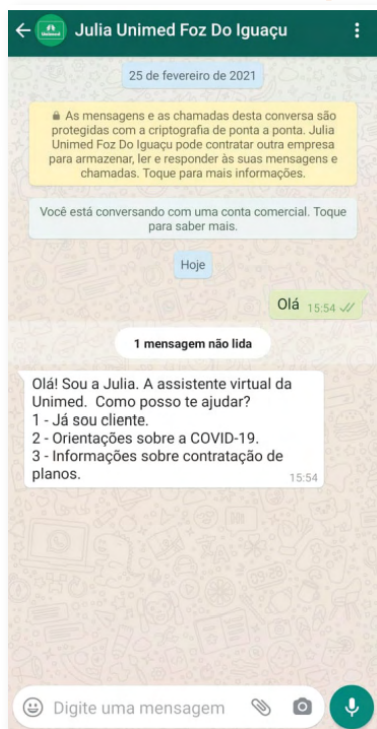 Julia Unimed Foz Do Iguaçu
25 de fevereiro de 2021
As mensagens e as chamadas desta conversa são
protegidas com a criptografia de ponta a ponta. Julia
Unimed Foz Do Iguaçu pode contratar outra empresa
para armazenar, ler e responder às suas mensagens e
chamadas. Toque para mais informações.
Você está conversando com uma conta comercial. Toque
para saber mais.
Hoje
Olá 15:54
1 mensagem não lida
Olá! Sou a Julia. A assistente virtual da
Unimed. Como posso te ajudar?
1 - Já sou cliente.
2 - Orientações sobre a COVID-19.
3 - Informações sobre contratação de
planos. 15:54
Digite uma mensagem